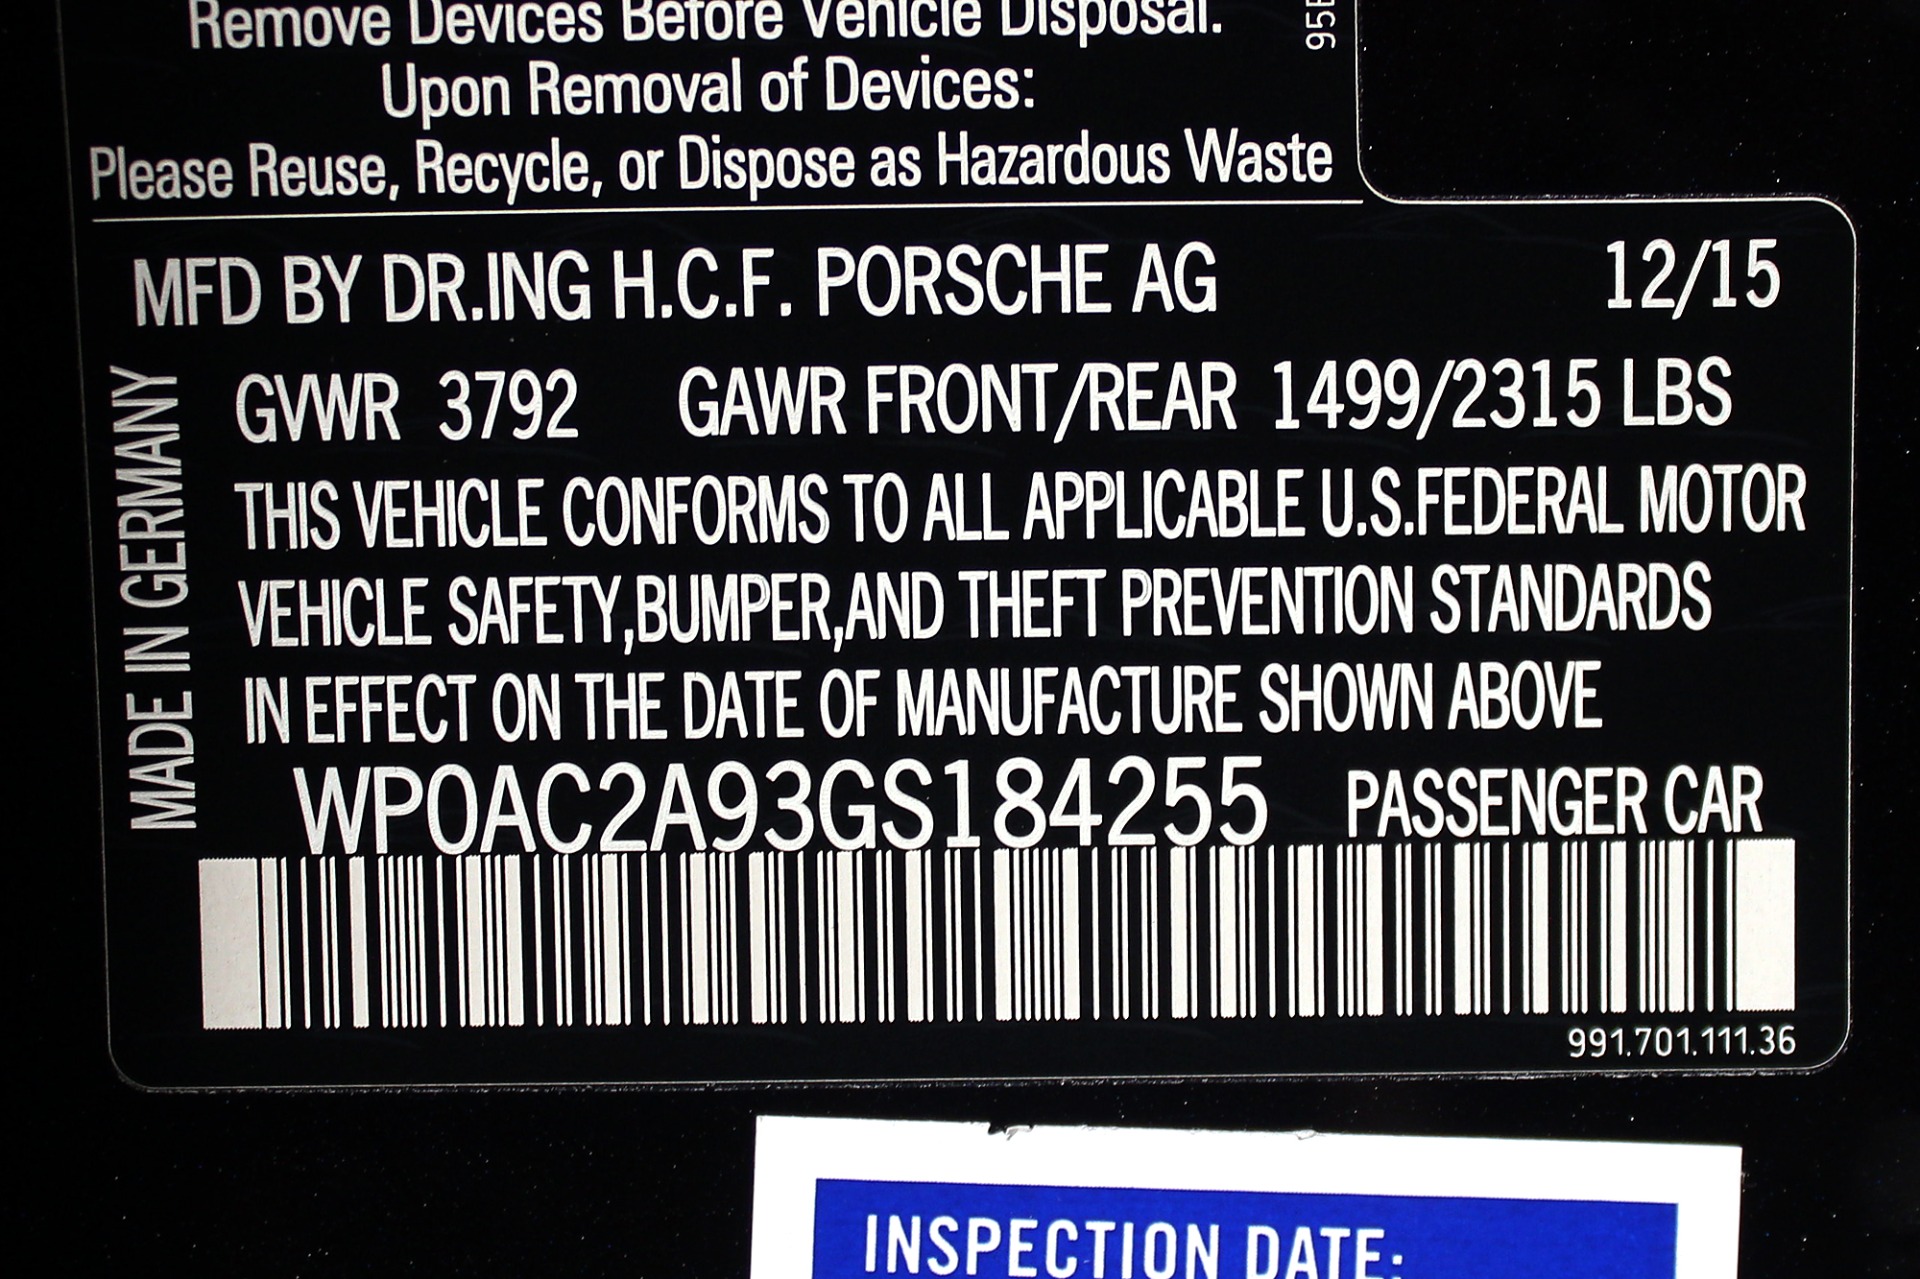 Remove Devices Before Vehicle Disposal.
Upon Removal of Devices:
Please Reuse, Recycle, or Dispose as Hazardous Waste
MFD BY DR.ING H.C.F. PORSCHE AG 12/15
GVWR 3792 GAWR FRONT/REAR 1499/2315 LBS
THIS VEHICLE CONFORMS TO ALL APPLICABLE U.S.FEDERAL MOTOR
VEHICLE SAFETY,BUMPER,AND THEFT PREVENTION STANDARDS
IN EFFECT ON THE DATE OF MANUFACTURE SHOWN ABOVE
MADE IN GERMANY
WP0AC2A93GS184255 PASSENGER CAR
991.701.111.36
INSPECTION DATE: